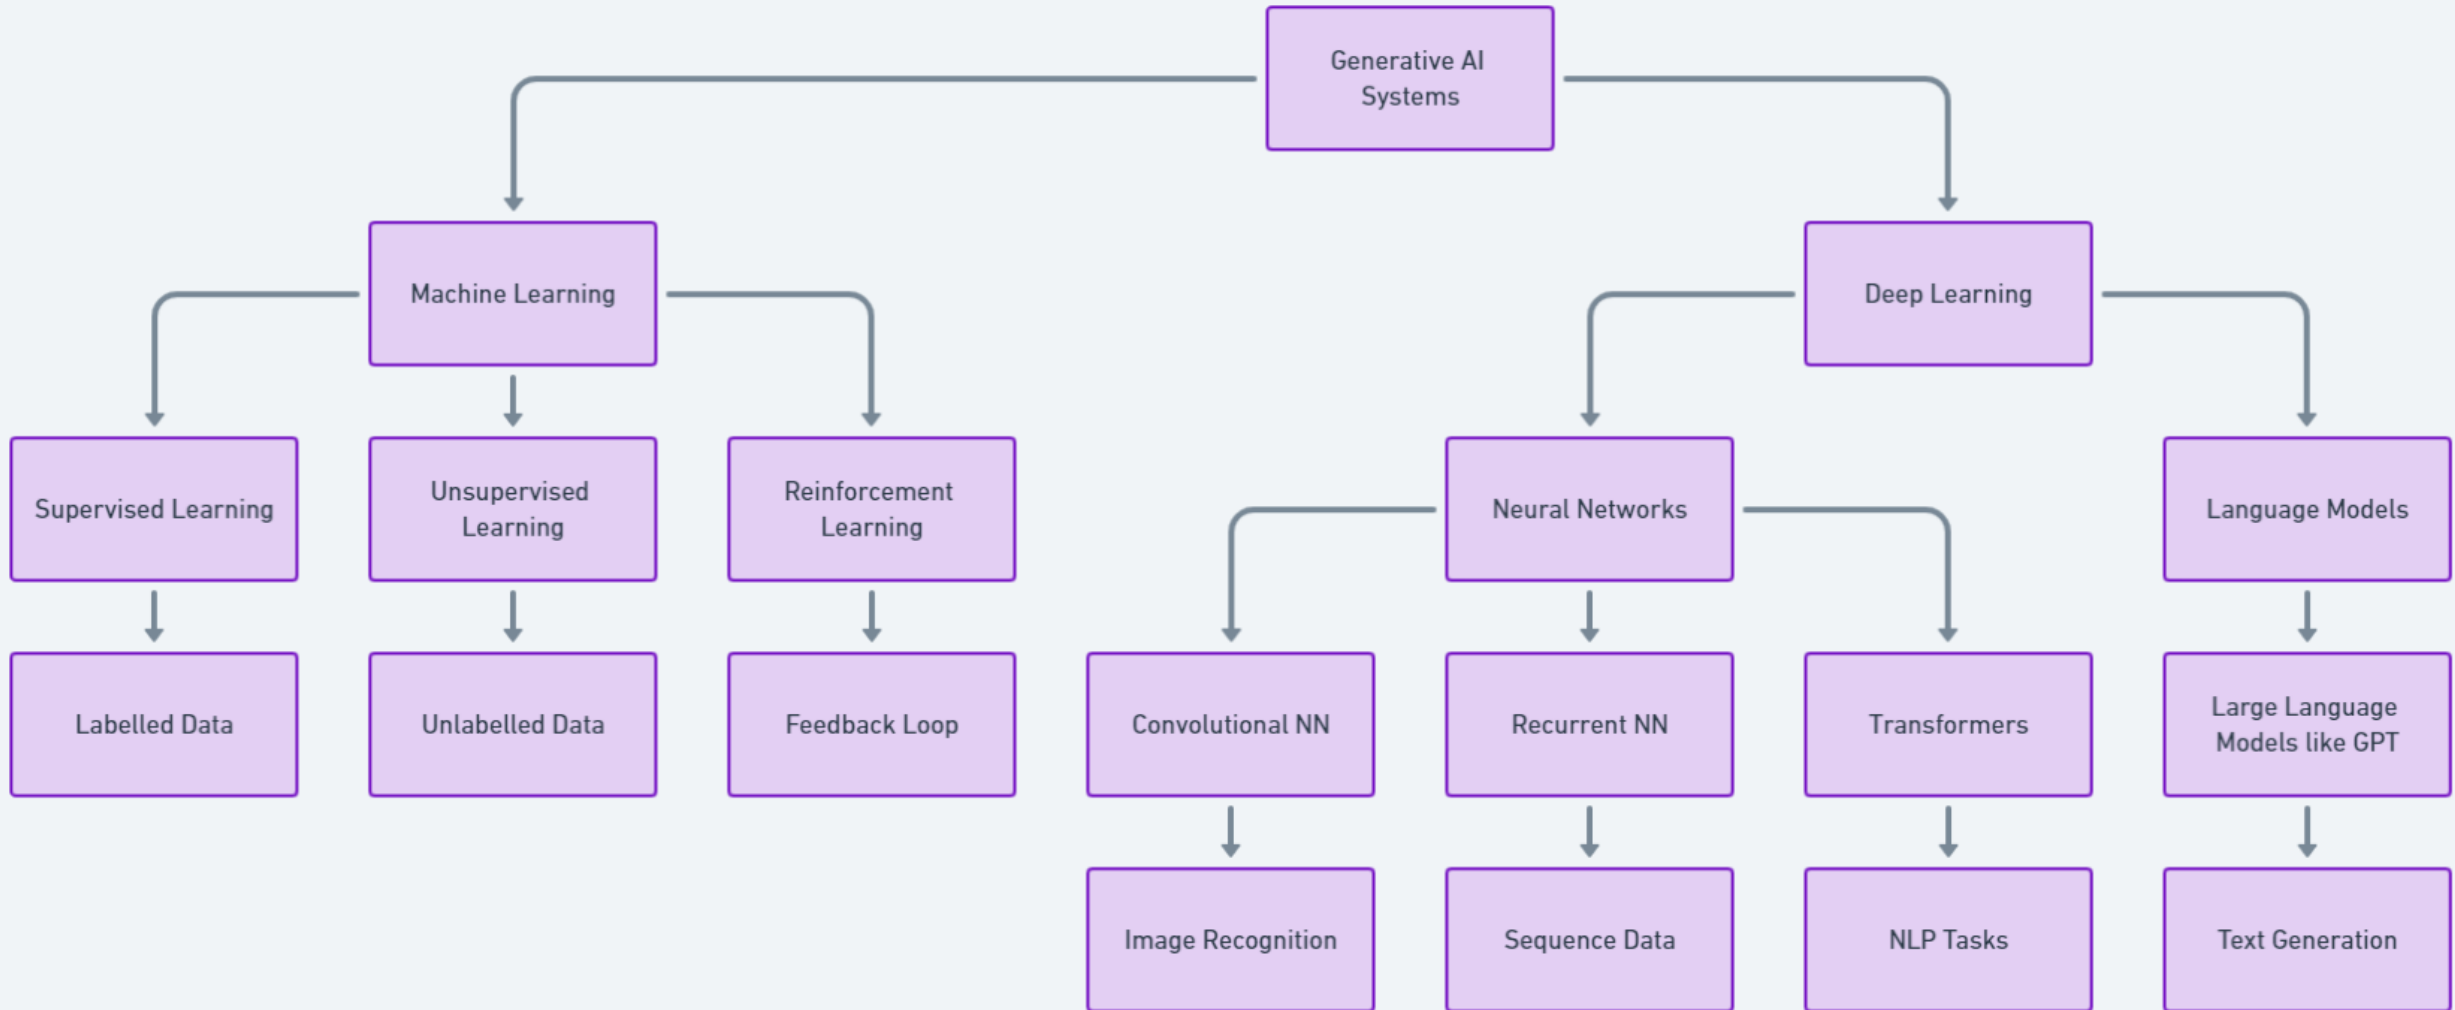 Generative AI
Systems
Machine Learning
Deep Learning
Supervised Learning
Unsupervised
Learning
Reinforcement
Learning
Neural Networks
Language Models
Labelled Data
Unlabelled Data
Feedback Loop
Convolutional NN
Recurrent NN
Transformers
Large Language
Models like GPT
Image Recognition
Sequence Data
NLP Tasks
Text Generation